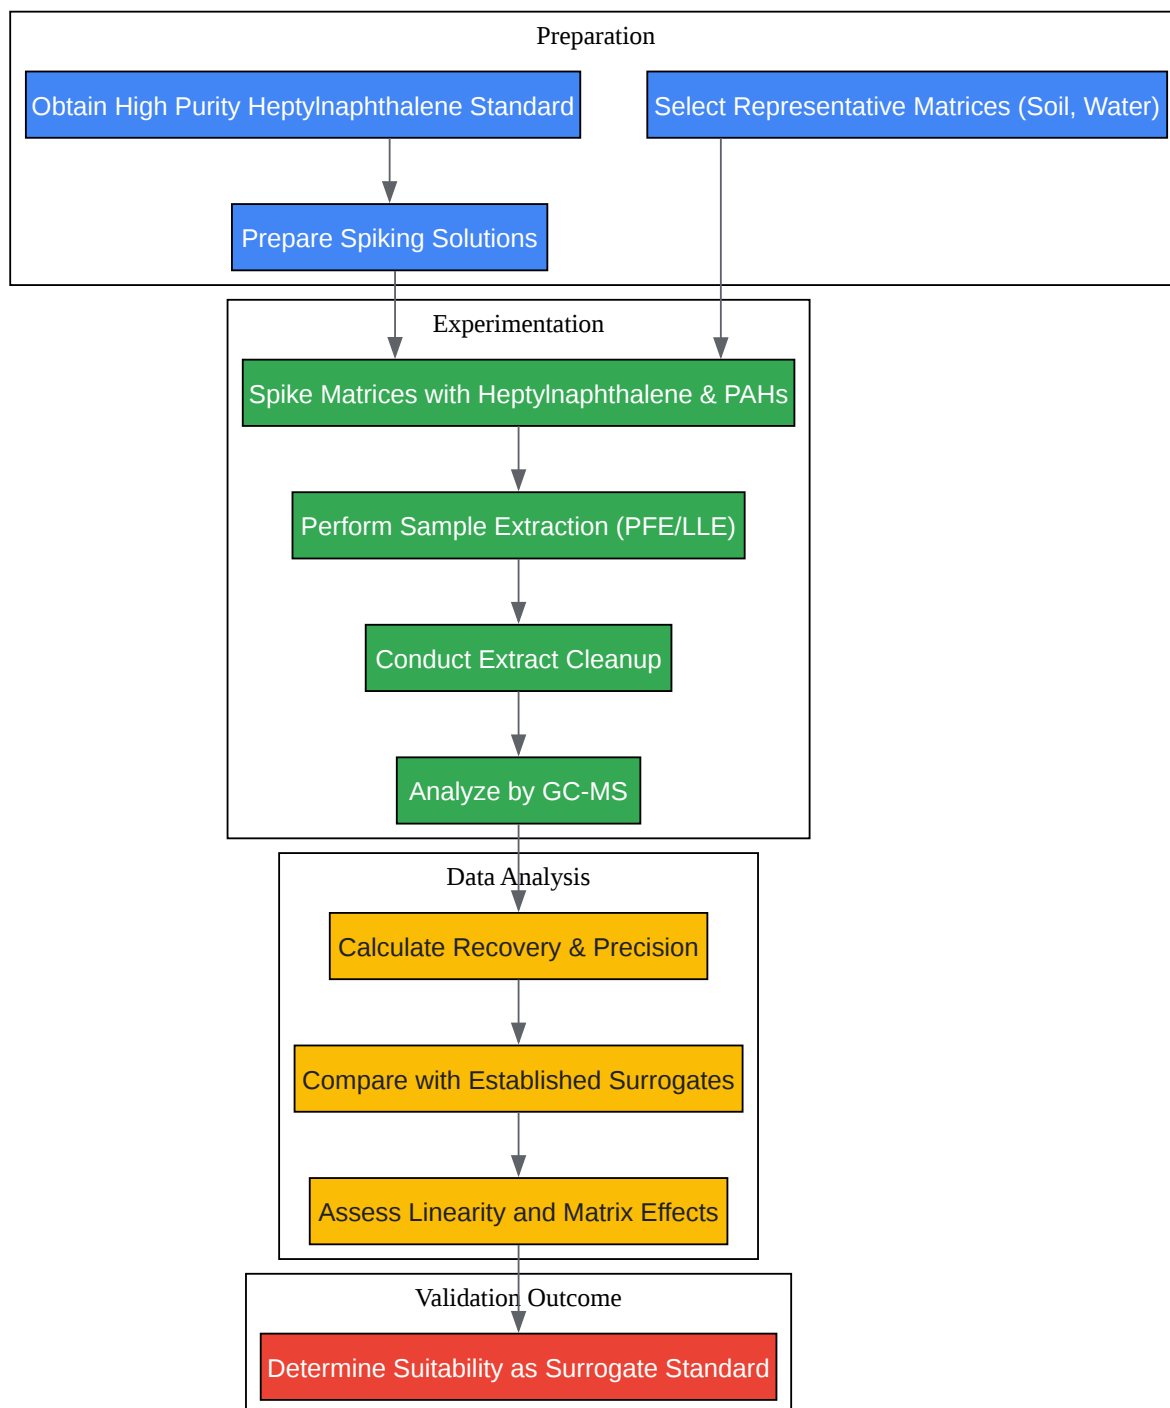 Preparation
Obtain High Purity Heptylnaphthalene Standard
Select Representative Matrices (Soil, Water)
Prepare Spiking Solutions
Experimentation
Spike Matrices with Heptylnaphthalene & PAHs
Perform Sample Extraction (PFE/LLE)
Conduct Extract Cleanup
Analyze by GC-MS
Data Analysis
Calculate Recovery & Precision
Compare with Established Surrogates
Assess Linearity and Matrix Effects
Validation Outcome
Determine Suitability as Surrogate Standard